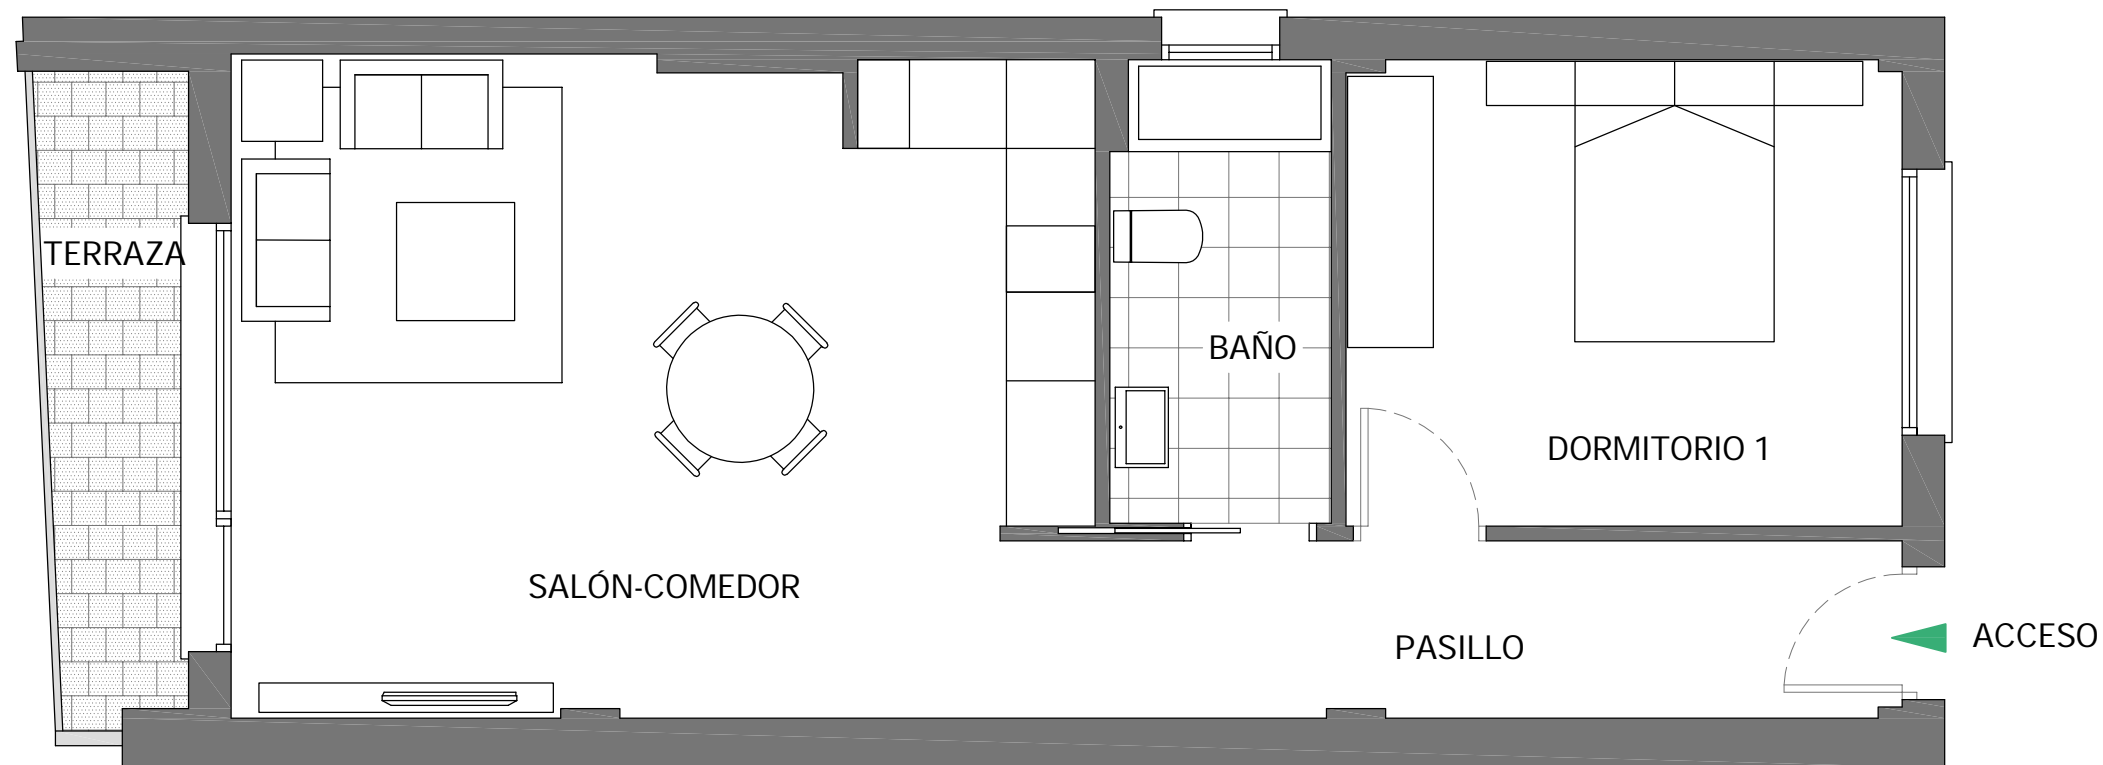 TERRAZA
BAÑO
DORMITORIO 1
SALÓN-COMEDOR
PASILLO
ACCESO